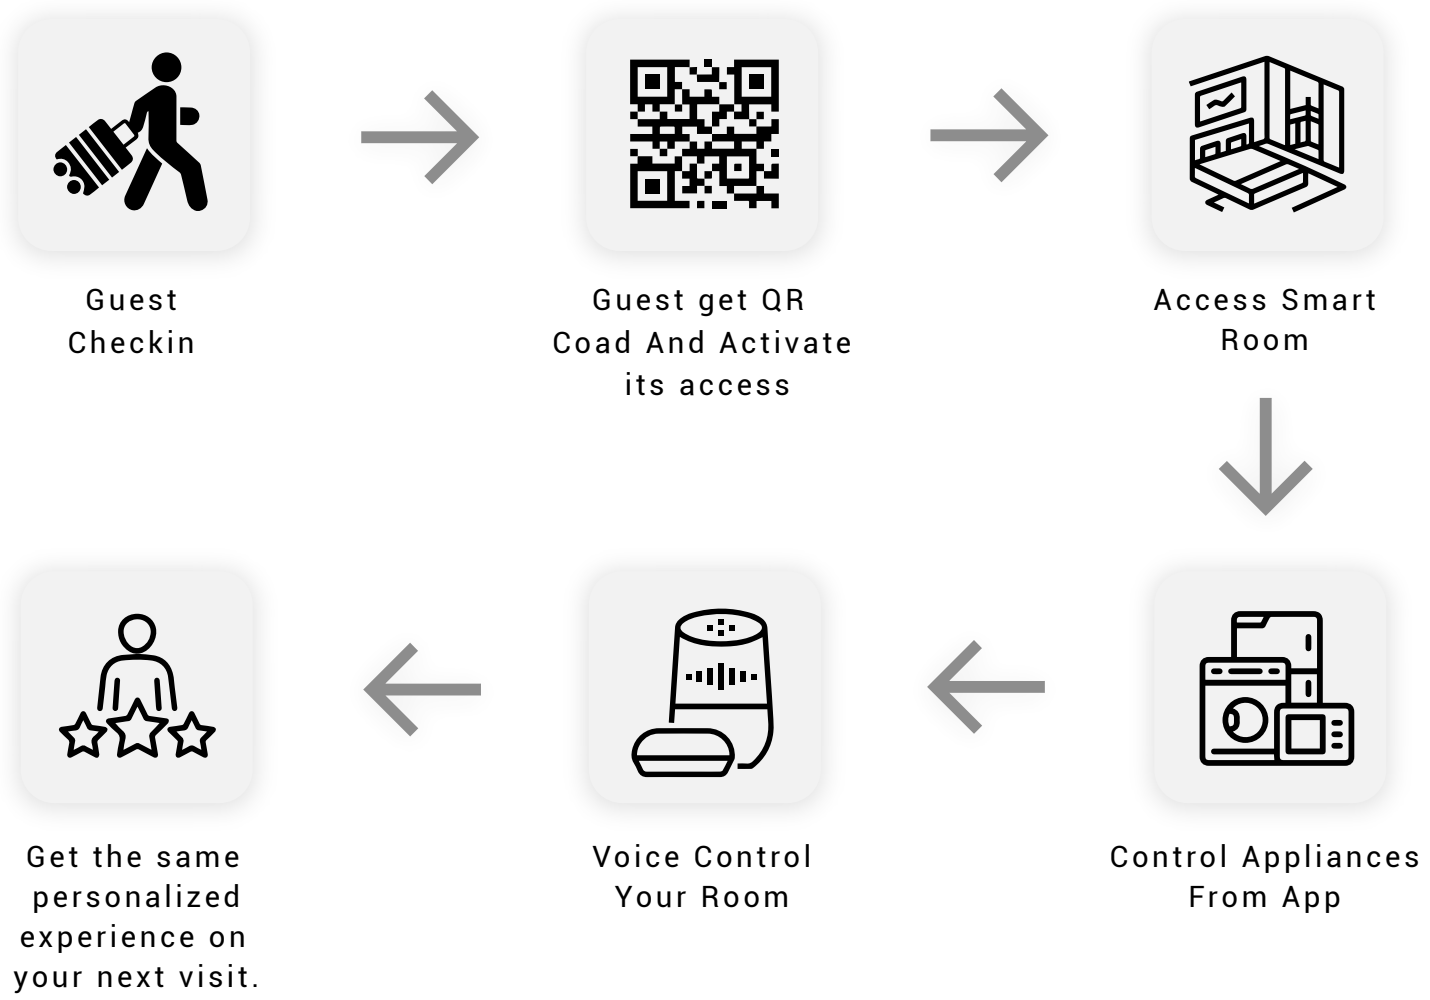 Guest
Checkin
Guest get QR
Coad And Activate
its access
Access Smart
Room
Control Appliances
From App
Voice Control
Your Room
Get the same
personalized
experience on
your next visit.